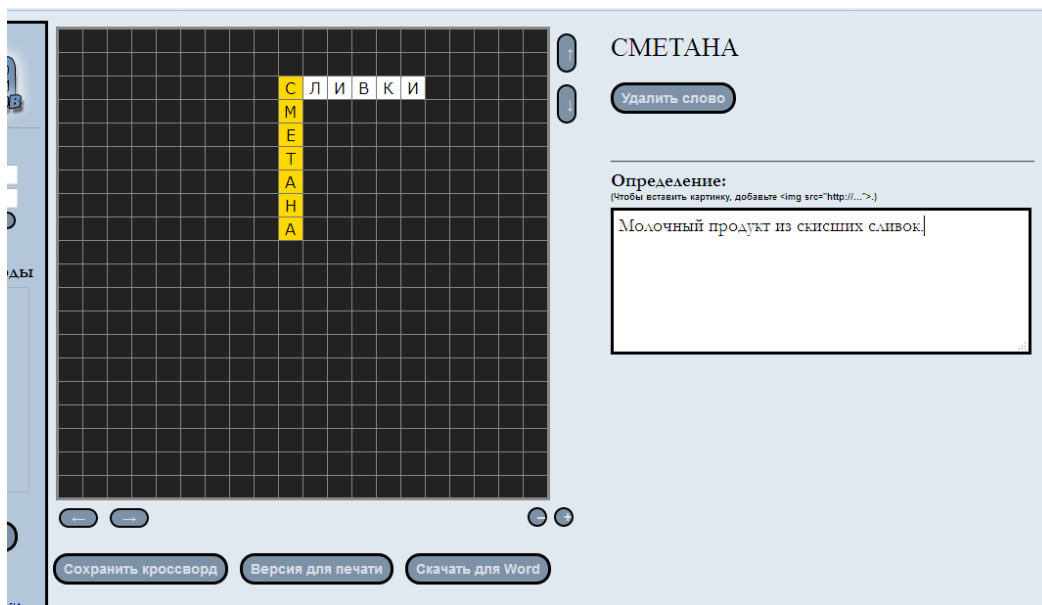 СМЕТАНА
Удалить слово
Определение:
(Чтобы вставить картинку, добавьте <img src="http://...">.)
Молочный продукт из скисших сливок.
СЛИВКИ
М
Е
Т
А
Н
А
↑
↓
← →
- +
Сохранить кроссворд Версия для печати Скачать для Word